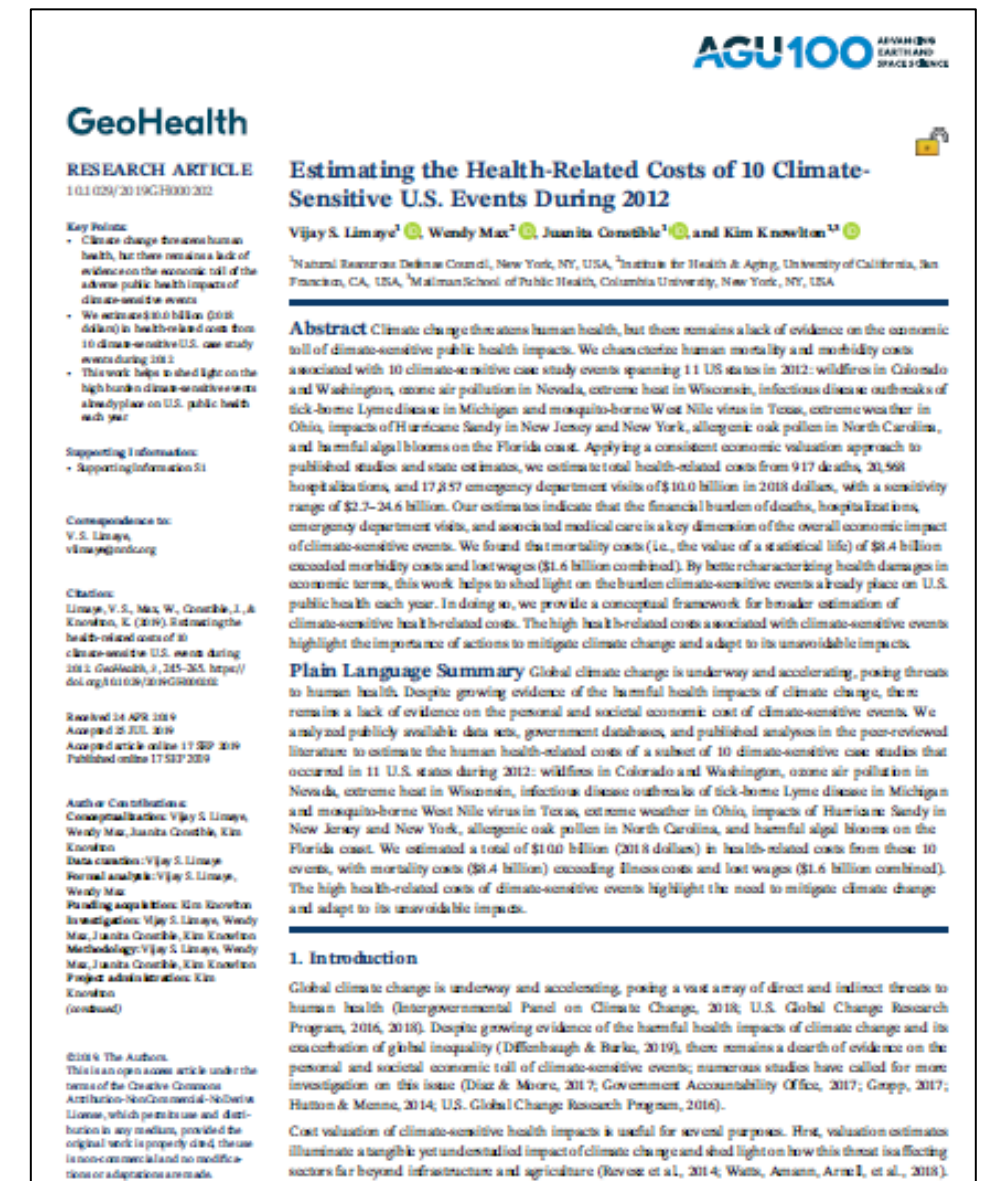 AGU100 ADVANCING
EARTH AND
SPACE SCIENCE
GeoHealth
RESEARCH ARTICLE
10.1029/2019GH000202
Key Points:
• Climate change threatens human
health, but there remains a lack of
evidence on the economic toll of the
adverse public health impacts of
climate-sensitive events
• We estimate $10.0 billion (2018
dollars) in health-related costs from
10 climate-sensitive U.S. case study
events during 2012
• This work helps to shed light on the
high burden climate-sensitive events
already place on U.S. public health
each year
Supporting Information:
• Supporting Information S1
Correspondence to:
V. S. Limaye,
vlimaye@nrdc.org
Citation:
Limaye, V. S., Max, W., Constible, J., &
Knowlton, K. (2019). Estimating the
health-related costs of 10
climate-sensitive U.S. events during
2012. GeoHealth, 3, 245–265. https://
doi.org/10.1029/2019GH000202
Received 24 APR 2019
Accepted 25 JUL 2019
Accepted article online 17 SEP 2019
Published online 17 SEP 2019
Author Contributions:
Conceptualization: Vijay S. Limaye,
Wendy Max, Juanita Constible, Kim
Knowlton
Data curation: Vijay S. Limaye
Formal analysis: Vijay S. Limaye,
Wendy Max
Funding acquisition: Kim Knowlton
Investigation: Vijay S. Limaye, Wendy
Max, Juanita Constible, Kim Knowlton
Methodology: Vijay S. Limaye, Wendy
Max, Juanita Constible, Kim Knowlton
Project administration: Kim
Knowlton
(continued)
©2019. The Authors.
This is an open access article under the
terms of the Creative Commons
Attribution-NonCommercial-NoDerivs
License, which permits use and distri-
bution in any medium, provided the
original work is properly cited, the use
is non-commercial and no modifica-
tions or adaptations are made.
Estimating the Health-Related Costs of 10 Climate-
Sensitive U.S. Events During 2012
Vijay S. Limaye1, Wendy Max2, Juanita Constible1, and Kim Knowlton1,3
1Natural Resources Defense Council, New York, NY, USA, 2Institute for Health & Aging, University of California, San
Francisco, CA, USA, 3Mailman School of Public Health, Columbia University, New York, NY, USA
Abstract Climate change threatens human health, but there remains a lack of evidence on the economic
toll of climate-sensitive public health impacts. We characterize human mortality and morbidity costs
associated with 10 climate-sensitive case study events spanning 11 US states in 2012: wildfires in Colorado
and Washington, ozone air pollution in Nevada, extreme heat in Wisconsin, infectious disease outbreaks of
tick-borne Lyme disease in Michigan and mosquito-borne West Nile virus in Texas, extreme weather in
Ohio, impacts of Hurricane Sandy in New Jersey and New York, allergenic oak pollen in North Carolina,
and harmful algal blooms on the Florida coast. Applying a consistent economic valuation approach to
published studies and state estimates, we estimate total health-related costs from 917 deaths, 20,568
hospitalizations, and 17,857 emergency department visits of $10.0 billion in 2018 dollars, with a sensitivity
range of $2.7–24.6 billion. Our estimates indicate that the financial burden of deaths, hospitalizations,
emergency department visits, and associated medical care is a key dimension of the overall economic impact
of climate-sensitive events. We found that mortality costs (i.e., the value of a statistical life) of $8.4 billion
exceeded morbidity costs and lost wages ($1.6 billion combined). By better characterizing health damages in
economic terms, this work helps to shed light on the burden climate-sensitive events already place on U.S.
public health each year. In doing so, we provide a conceptual framework for broader estimation of
climate-sensitive health-related costs. The high health-related costs associated with climate-sensitive events
highlight the importance of actions to mitigate climate change and adapt to its unavoidable impacts.
Plain Language Summary Global climate change is underway and accelerating, posing threats
to human health. Despite growing evidence of the harmful health impacts of climate change, there
remains a lack of evidence on the personal and societal economic cost of climate-sensitive events. We
analyzed publicly available data sets, government databases, and published analyses in the peer-reviewed
literature to estimate the human health-related costs of a subset of 10 climate-sensitive case studies that
occurred in 11 U.S. states during 2012: wildfires in Colorado and Washington, ozone air pollution in
Nevada, extreme heat in Wisconsin, infectious disease outbreaks of tick-borne Lyme disease in Michigan
and mosquito-borne West Nile virus in Texas, extreme weather in Ohio, impacts of Hurricane Sandy in
New Jersey and New York, allergenic oak pollen in North Carolina, and harmful algal blooms on the
Florida coast. We estimated a total of $10.0 billion (2018 dollars) in health-related costs from these 10
events, with mortality costs ($8.4 billion) exceeding illness costs and lost wages ($1.6 billion combined).
The high health-related costs of climate-sensitive events highlight the need to mitigate climate change
and adapt to its unavoidable impacts.
1. Introduction
Global climate change is underway and accelerating, posing a vast array of direct and indirect threats to
human health (Intergovernmental Panel on Climate Change, 2018; U.S. Global Change Research
Program, 2016, 2018). Despite growing evidence of the harmful health impacts of climate change and its
exacerbation of global inequality (Diffenbaugh & Burke, 2019), there remains a dearth of evidence on the
personal and societal economic toll of climate-sensitive events; numerous studies have called for more
investigation on this issue (Diaz & Moore, 2017; Government Accountability Office, 2017; Gropp, 2017;
Hutton & Menne, 2014; U.S. Global Change Research Program, 2016).
Cost valuation of climate-sensitive health impacts is useful for several purposes. First, valuation estimates
illuminate a tangible yet understudied impact of climate change and shed light on how this threat is affecting
sectors far beyond infrastructure and agriculture (Revesz et al., 2014; Watts, Amann, Arnell, et al., 2018).